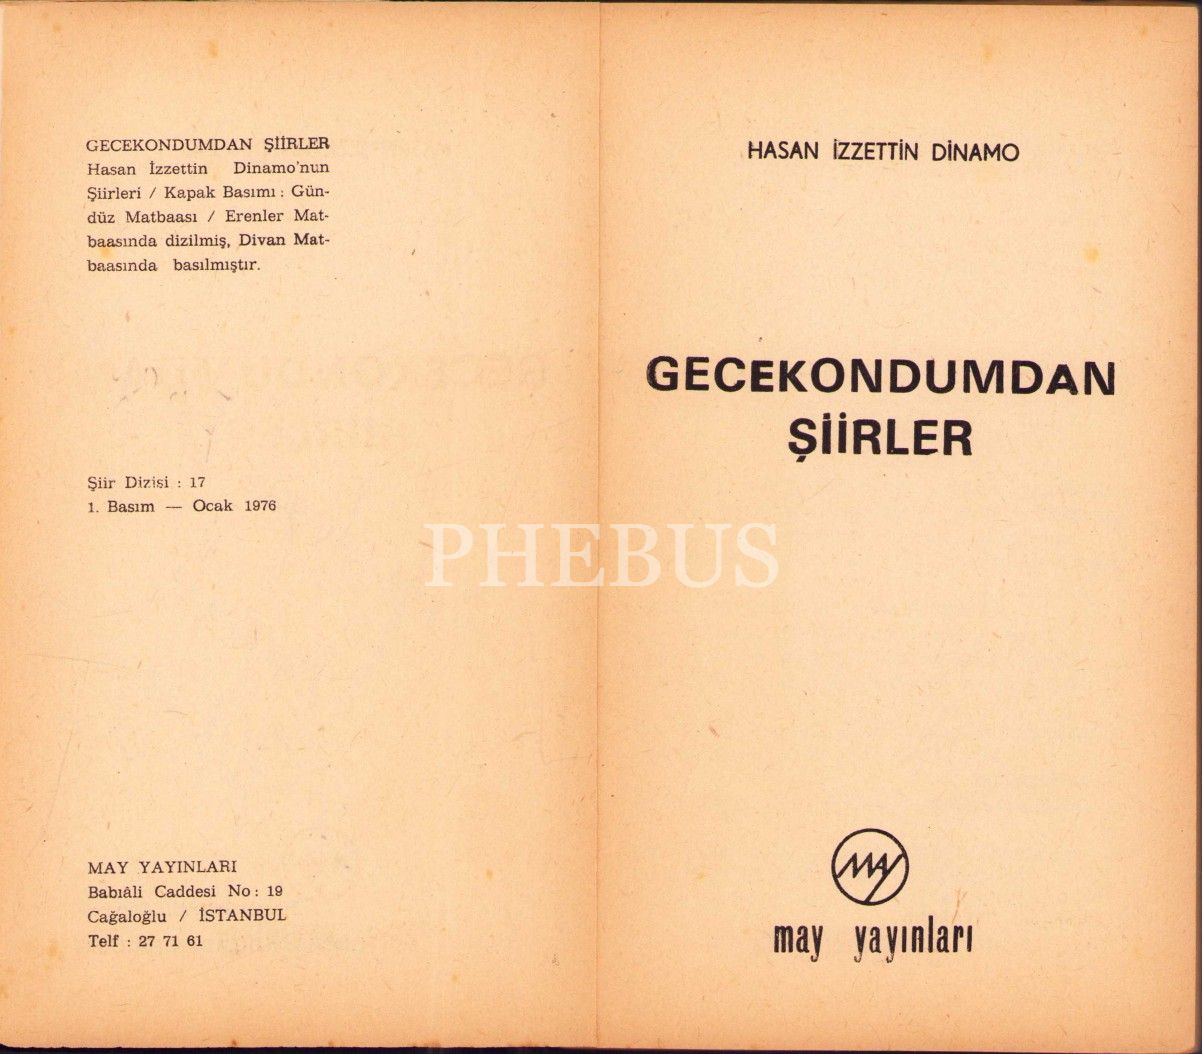 GECEKONDUMDAN ŞİİRLER
Hasan İzzettin Dinamo'nun
Şiirleri / Kapak Basımı : Gün-
düz Matbaası / Erenler Mat-
baasında dizilmiş, Divan Mat-
baasında basılmıştır.
Şiir Dizisi : 17
1. Basım — Ocak 1976
MAY YAYINLARI
Babıâli Caddesi No : 19
Cağaloğlu / İSTANBUL
Telf : 27 71 61
HASAN İZZETTİN DİNAMO
GECEKONDUMDAN
ŞİİRLER
MAY
may yayınları
PHEBUS